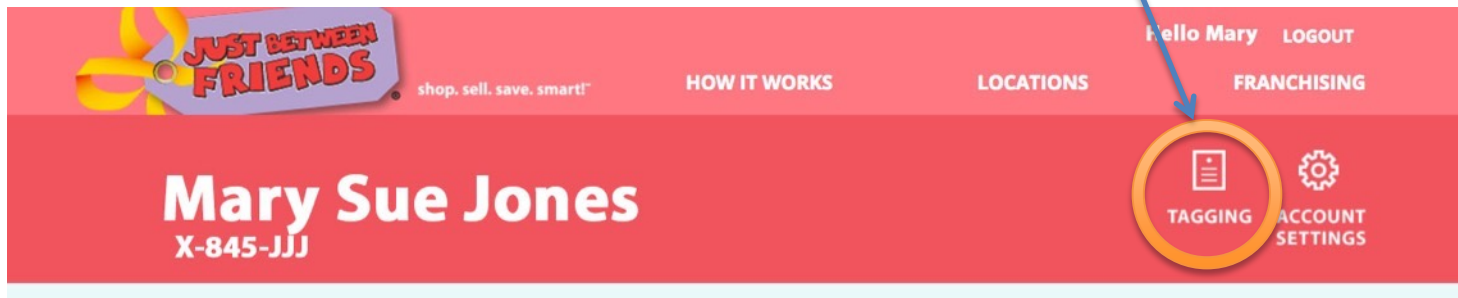 Hello Mary LOGOUT
JUST BETWEEN
FRIENDS ®
shop. sell. save. smart!™
HOW IT WORKS LOCATIONS FRANCHISING
Mary Sue Jones
X-845-JJJ
TAGGING
ACCOUNT
SETTINGS